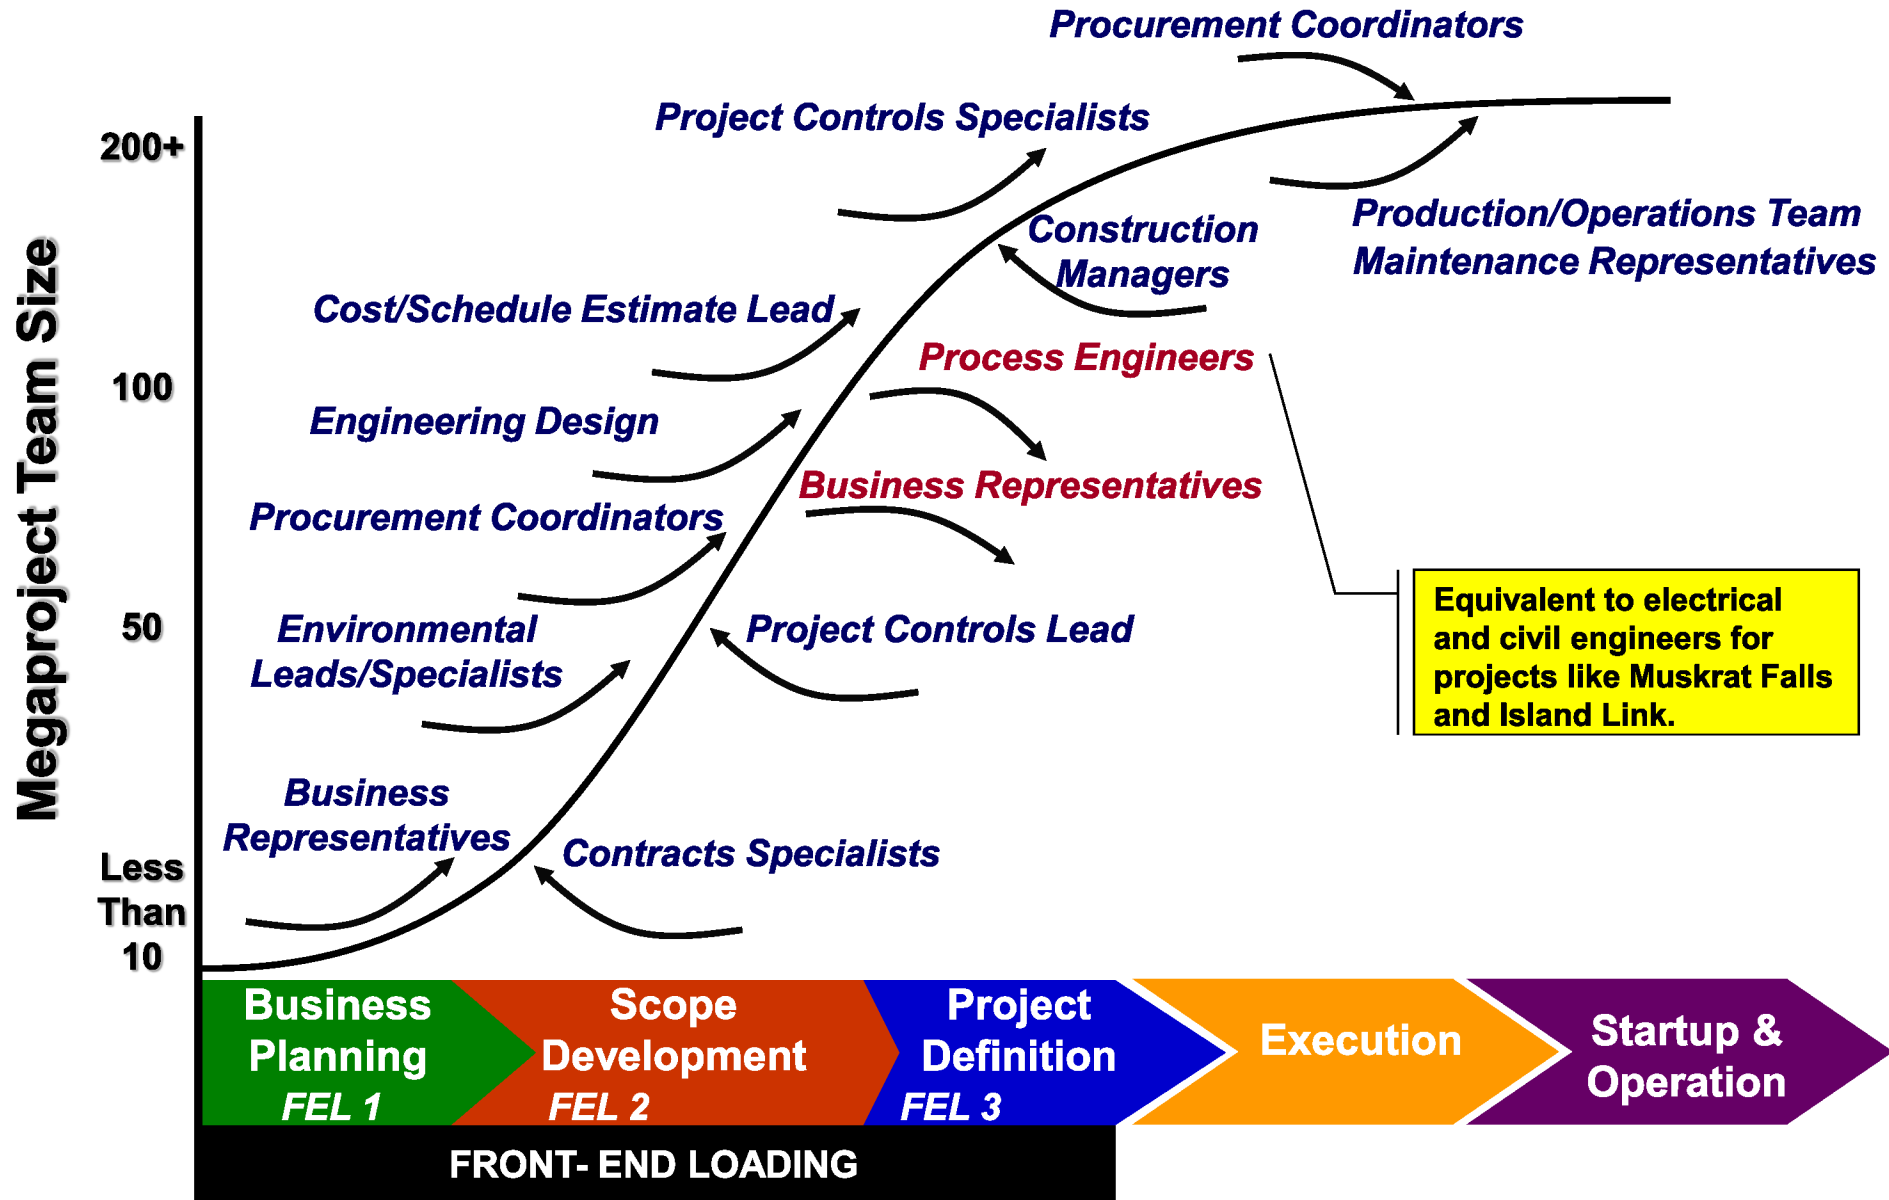 Procurement Coordinators
Project Controls Specialists
200+
Production/Operations Team
Maintenance Representatives
Construction
Managers
Cost/Schedule Estimate Lead
Process Engineers
100
Engineering Design
Business Representatives
Procurement Coordinators
Megaproject Team Size
50
Environmental
Leads/Specialists
Project Controls Lead
Equivalent to electrical
and civil engineers for
projects like Muskrat Falls
and Island Link.
Business
Representatives
Contracts Specialists
Less
Than
10
Business
Planning
FEL 1
Scope
Development
FEL 2
Project
Definition
FEL 3
Execution
Startup &
Operation
FRONT- END LOADING